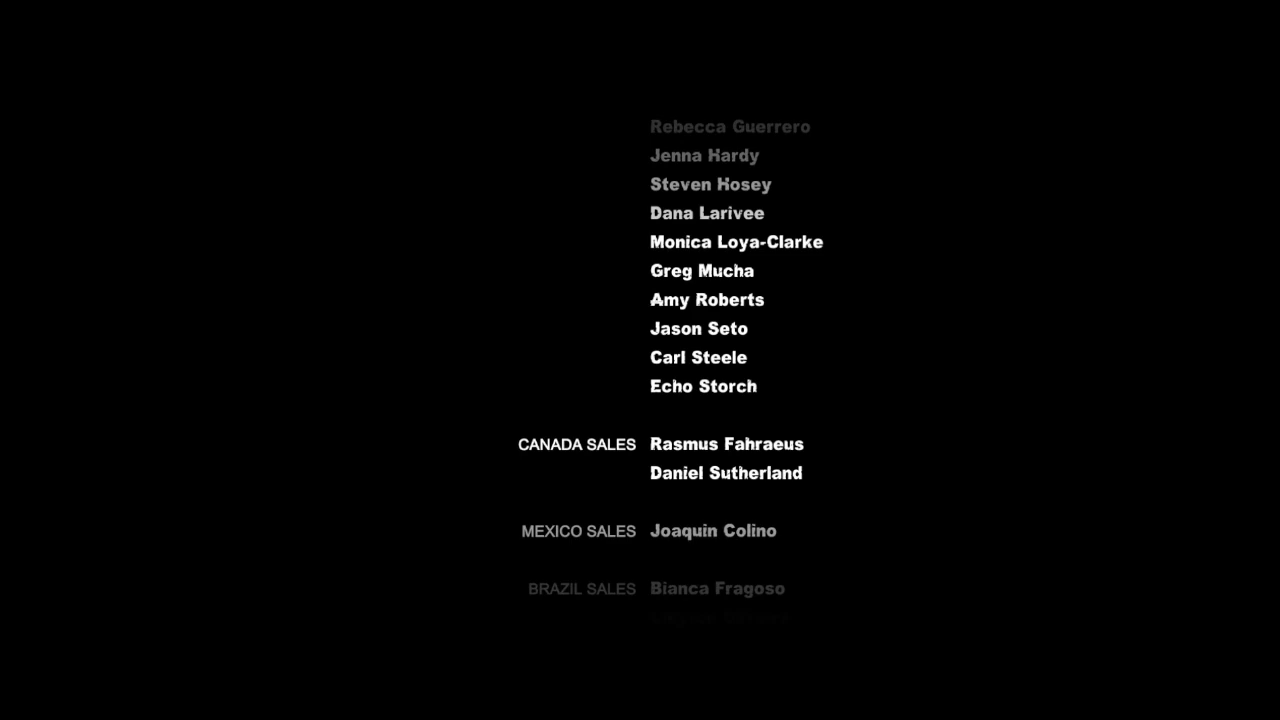 Rebecca Guerrero
Jenna Hardy
Steven Hosey
Dana Larivee
Monica Loya-Clarke
Greg Mucha
Amy Roberts
Jason Seto
Carl Steele
Echo Storch
CANADA SALES Rasmus Fahraeus
Daniel Sutherland
MEXICO SALES Joaquin Colino
BRAZIL SALES Bianca Fragoso